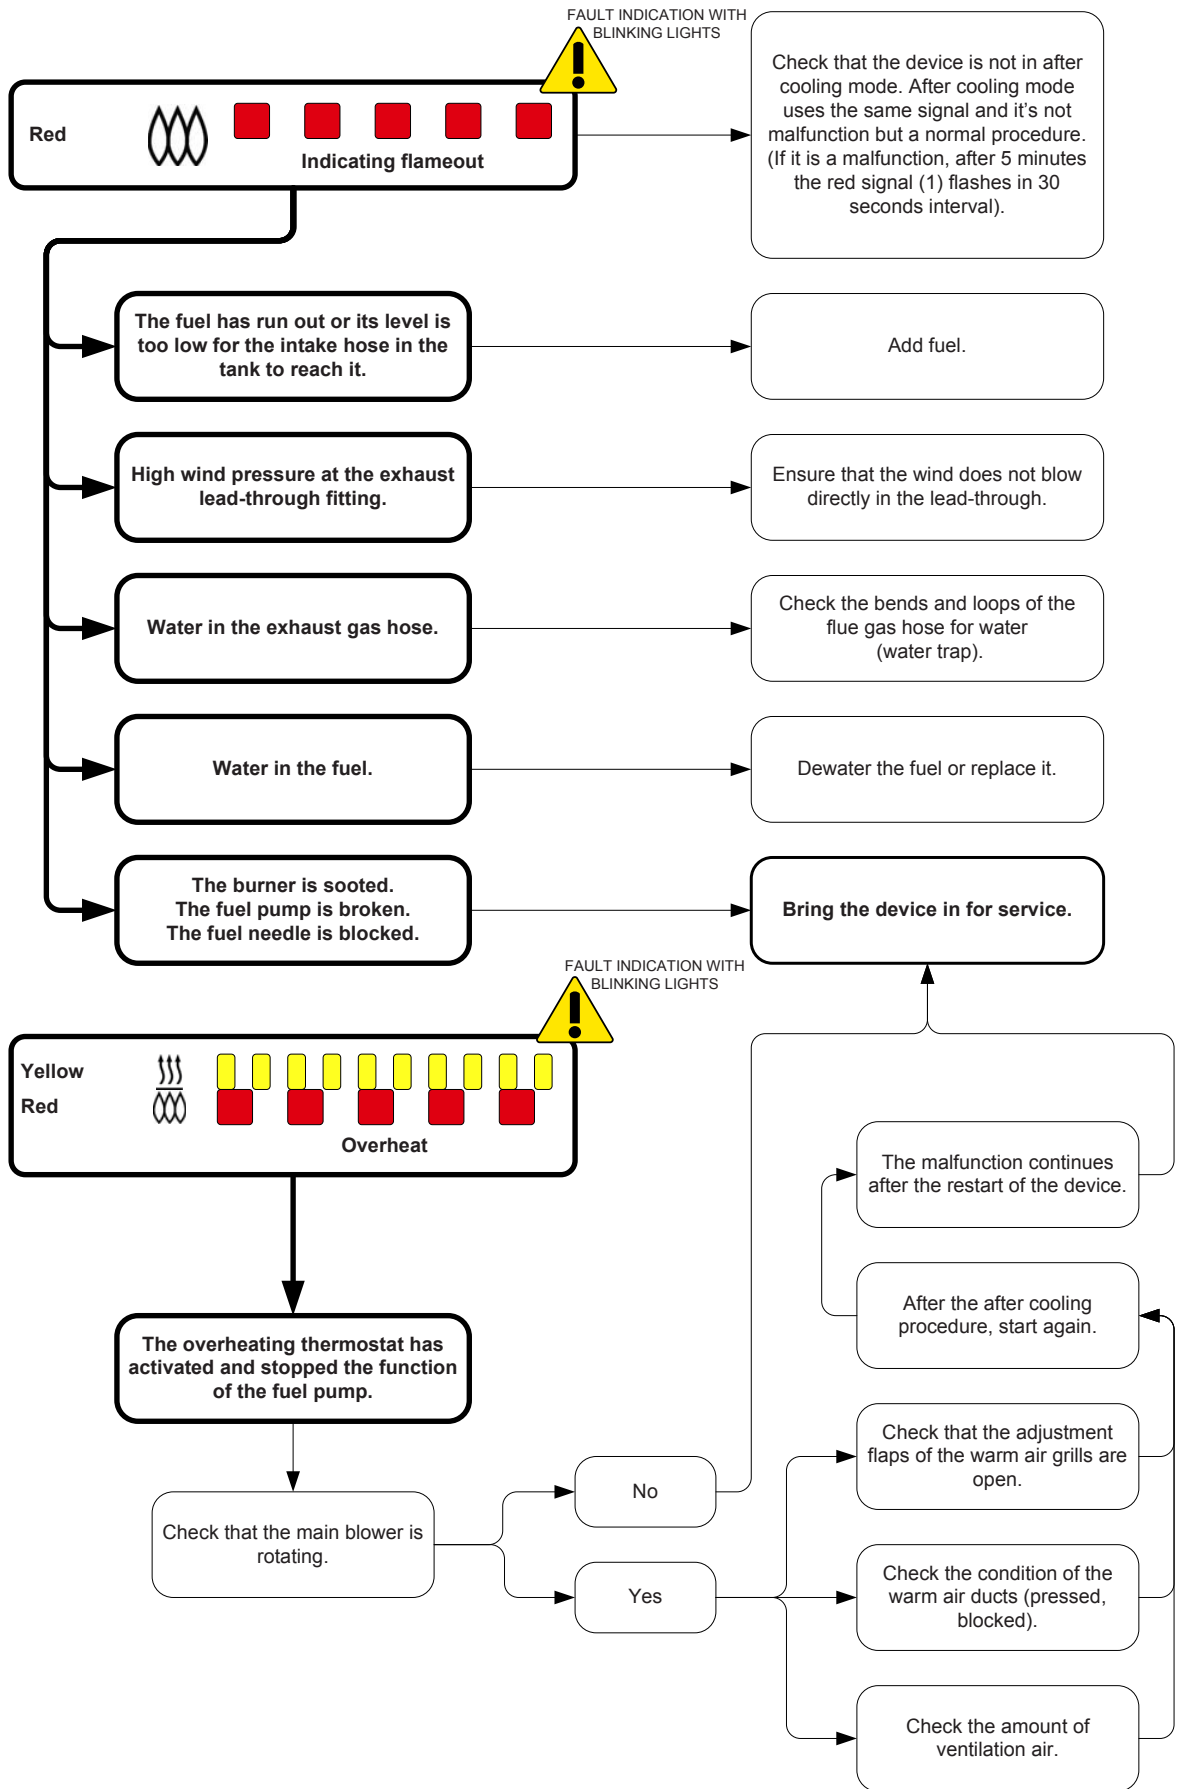 FAULT INDICATION WITH
BLINKING LIGHTS
Red
Indicating flameout
Check that the device is not in after
cooling mode. After cooling mode
uses the same signal and it's not
malfunction but a normal procedure.
(If it is a malfunction, after 5 minutes
the red signal (1) flashes in 30
seconds interval).
The fuel has run out or its level is
too low for the intake hose in the
tank to reach it.
Add fuel.
High wind pressure at the exhaust
lead-through fitting.
Ensure that the wind does not blow
directly in the lead-through.
Water in the exhaust gas hose.
Check the bends and loops of the
flue gas hose for water
(water trap).
Water in the fuel.
Dewater the fuel or replace it.
The burner is sooted.
The fuel pump is broken.
The fuel needle is blocked.
Bring the device in for service.
FAULT INDICATION WITH
BLINKING LIGHTS
Yellow
Red
Overheat
The malfunction continues
after the restart of the device.
After the after cooling
procedure, start again.
The overheating thermostat has
activated and stopped the function
of the fuel pump.
Check that the adjustment
flaps of the warm air grills are
open.
No
Check that the main blower is
rotating.
Yes
Check the condition of the
warm air ducts (pressed,
blocked).
Check the amount of
ventilation air.